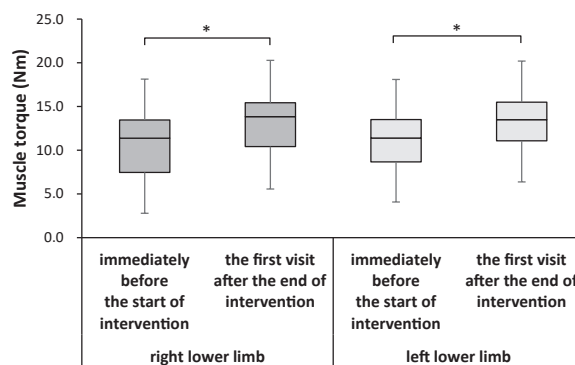 Muscle torque (Nm)
25.0
20.0
15.0
10.0
5.0
0.0
*
*
immediately
before
the start of
intervention
the first visit
after the end of
intervention
immediately
before
the start of
intervention
the first visit
after the end of
intervention
right lower limb
left lower limb